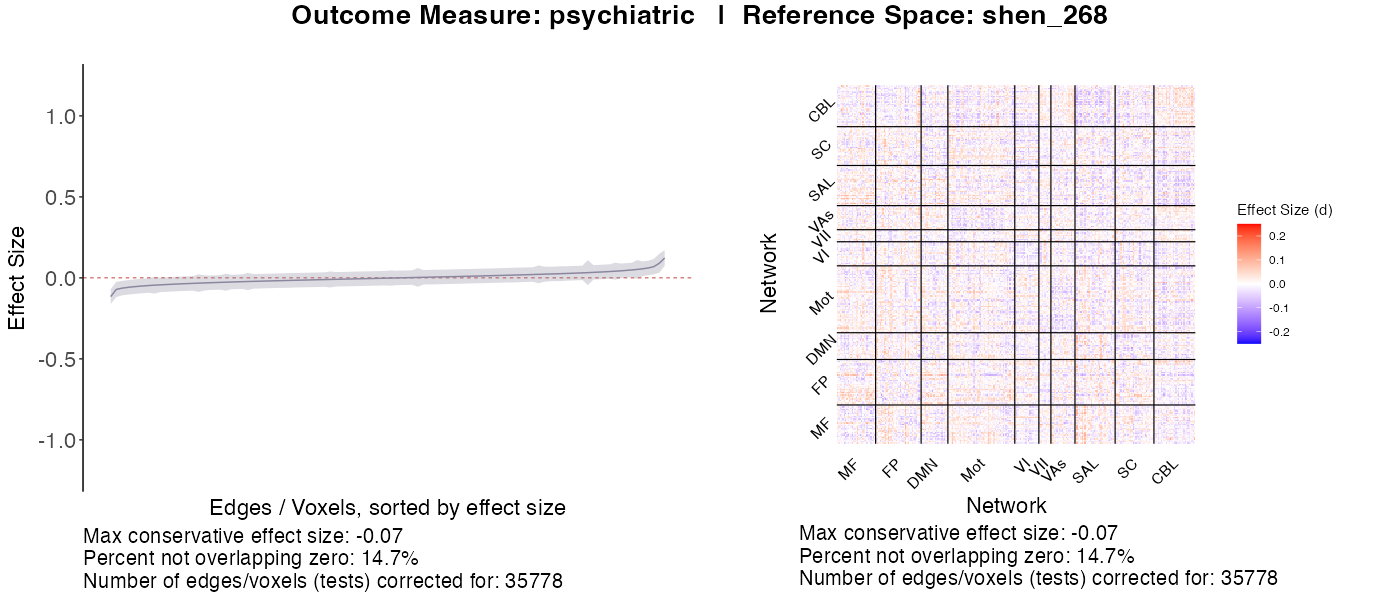 Outcome Measure: psychiatric | Reference Space: shen_268
Effect Size
1.0
0.5
0.0
-0.5
-1.0
Edges / Voxels, sorted by effect size
Max conservative effect size: -0.07
Percent not overlapping zero: 14.7%
Number of edges/voxels (tests) corrected for: 35778
Network
CBL
SC
SAL
VAs
VII
VI
Mot
DMN
FP
MF
MF
FP
DMN
Mot
VI
VII
VAs
SAL
SC
CBL
Network
Max conservative effect size: -0.07
Percent not overlapping zero: 14.7%
Number of edges/voxels (tests) corrected for: 35778
Effect Size (d)
0.2
0.1
0.0
-0.1
-0.2